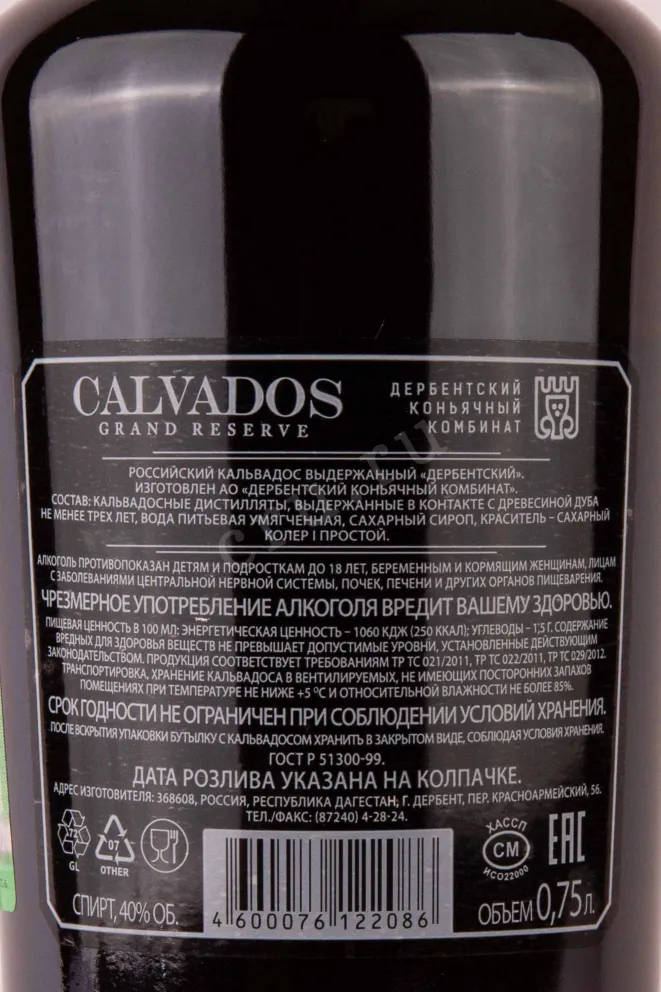 CALVADOS
GRAND RESERVE
ДЕРБЕНТСКИЙ
КОНЬЯЧНЫЙ
КОМБИНАТ
РОССИЙСКИЙ КАЛЬВАДОС ВЫДЕРЖАННЫЙ «ДЕРБЕНТСКИЙ».
ИЗГОТОВЛЕН АО «ДЕРБЕНТСКИЙ КОНЬЯЧНЫЙ КОМБИНАТ».
СОСТАВ: КАЛЬВАДОСНЫЕ ДИСТИЛЛЯТЫ, ВЫДЕРЖАННЫЕ В КОНТАКТЕ С ДРЕВЕСИНОЙ ДУБА
НЕ МЕНЕЕ ТРЕХ ЛЕТ, ВОДА ПИТЬЕВАЯ УМЯГЧЕННАЯ, САХАРНЫЙ СИРОП, КРАСИТЕЛЬ – САХАРНЫЙ
КОЛЕР I ПРОСТОЙ.
АЛКОГОЛЬ ПРОТИВОПОКАЗАН ДЕТЯМ И ПОДРОСТКАМ ДО 18 ЛЕТ, БЕРЕМЕННЫМ И КОРМЯЩИМ ЖЕНЩИНАМ, ЛИЦАМ
С ЗАБОЛЕВАНИЯМИ ЦЕНТРАЛЬНОЙ НЕРВНОЙ СИСТЕМЫ, ПОЧЕК, ПЕЧЕНИ И ДРУГИХ ОРГАНОВ ПИЩЕВАРЕНИЯ.
ЧРЕЗМЕРНОЕ УПОТРЕБЛЕНИЕ АЛКОГОЛЯ ВРЕДИТ ВАШЕМУ ЗДОРОВЬЮ.
ПИЩЕВАЯ ЦЕННОСТЬ В 100 МЛ: ЭНЕРГЕТИЧЕСКАЯ ЦЕННОСТЬ – 1060 КДЖ (250 ККАЛ); УГЛЕВОДЫ – 1,5 Г. СОДЕРЖАНИЕ
ВРЕДНЫХ ДЛЯ ЗДОРОВЬЯ ВЕЩЕСТВ НЕ ПРЕВЫШАЕТ ДОПУСТИМЫЕ УРОВНИ, УСТАНОВЛЕННЫЕ ДЕЙСТВУЮЩИМ
ЗАКОНОДАТЕЛЬСТВОМ. ПРОДУКЦИЯ СООТВЕТСТВУЕТ ТРЕБОВАНИЯМ ТР ТС 021/2011, ТР ТС 022/2011, ТР ТС 029/2012.
ТРАНСПОРТИРОВКА, ХРАНЕНИЕ КАЛЬВАДОСА В ВЕНТИЛИРУЕМЫХ, НЕ ИМЕЮЩИХ ПОСТОРОННИХ ЗАПАХОВ
ПОМЕЩЕНИЯХ ПРИ ТЕМПЕРАТУРЕ НЕ НИЖЕ +5 °С И ОТНОСИТЕЛЬНОЙ ВЛАЖНОСТИ НЕ БОЛЕЕ 85%.
СРОК ГОДНОСТИ НЕ ОГРАНИЧЕН ПРИ СОБЛЮДЕНИИ УСЛОВИЙ ХРАНЕНИЯ.
ПОСЛЕ ВСКРЫТИЯ УПАКОВКИ БУТЫЛКУ С КАЛЬВАДОСОМ ХРАНИТЬ В ЗАКРЫТОМ ВИДЕ, СОБЛЮДАЯ УСЛОВИЯ ХРАНЕНИЯ.
ГОСТ Р 51300-99.
ДАТА РОЗЛИВА УКАЗАНА НА КОЛПАЧКЕ.
АДРЕС ИЗГОТОВИТЕЛЯ: 368608, РОССИЯ, РЕСПУБЛИКА ДАГЕСТАН, Г. ДЕРБЕНТ, ПЕР. КРАСНОАРМЕЙСКИЙ, 56.
ТЕЛ./ФАКС: (87240) 4-28-24.
72
GL
07
OTHER
ХАССП
СМ
ИСО22000
EAC
СПИРТ, 40% ОБ.
4 600076 122086
ОБЪЕМ 0,75 Л.